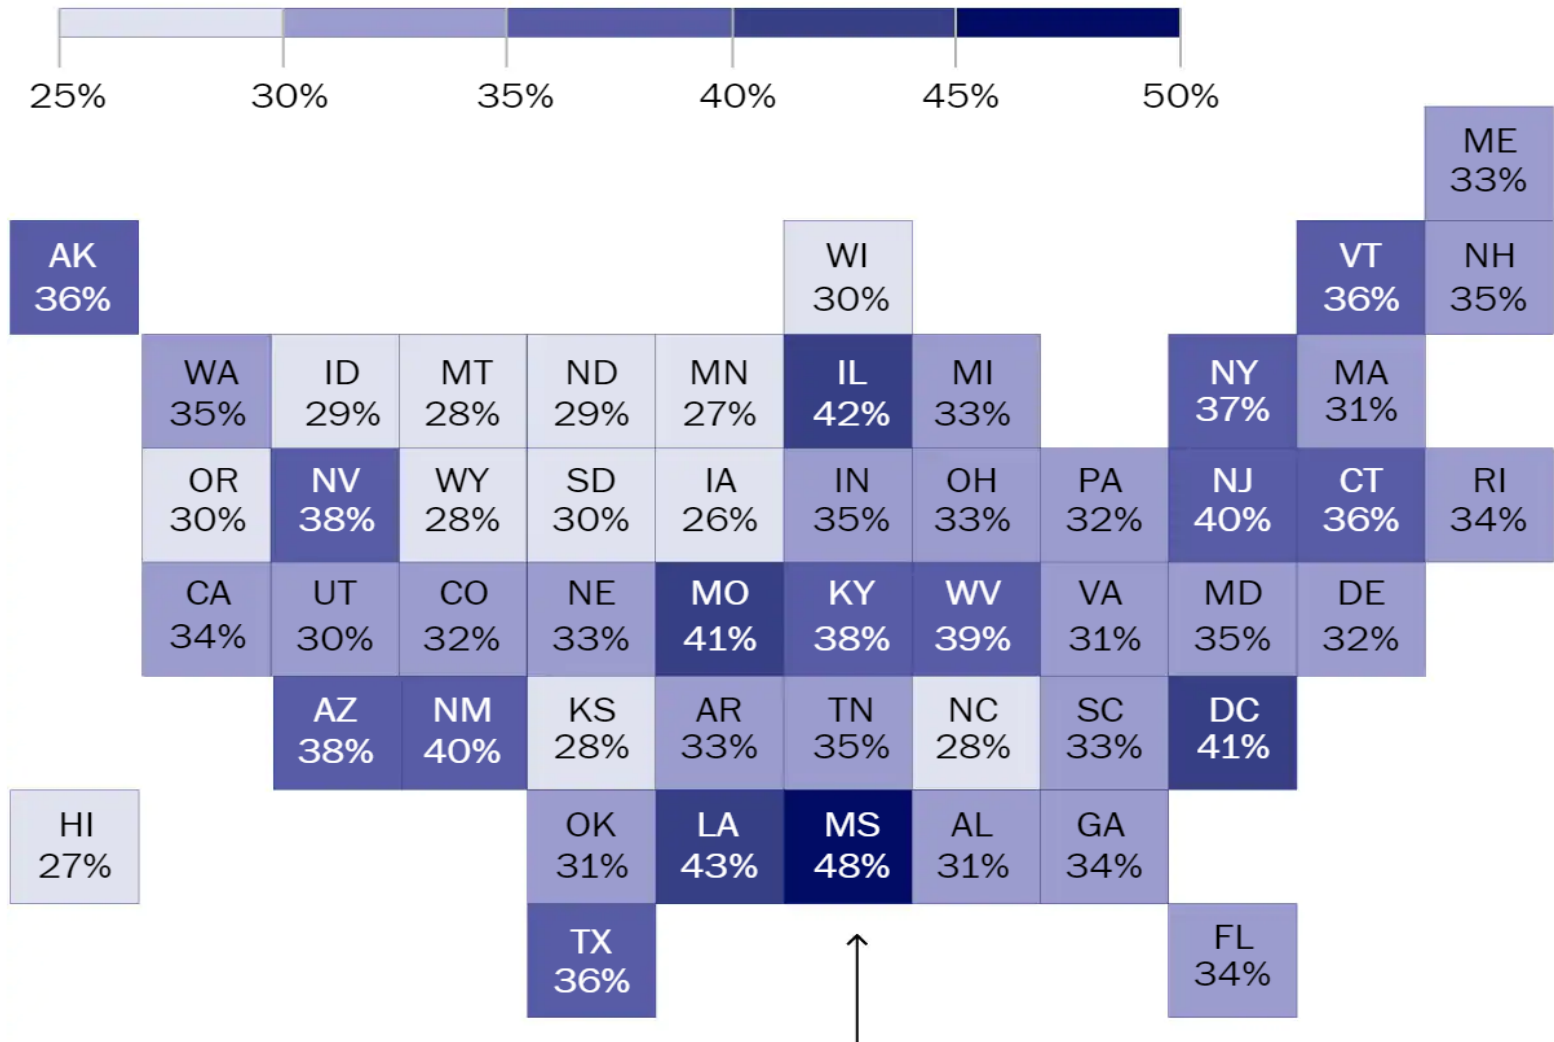 25% 30% 35% 40% 45% 50%
ME
33%
AK WI VT NH
36% 30% 36% 35%
WA ID MT ND MN IL MI NY MA
35% 29% 28% 29% 27% 42% 33% 37% 31%
OR NV WY SD IA IN OH PA NJ CT RI
30% 38% 28% 30% 26% 35% 33% 32% 40% 36% 34%
CA UT CO NE MO KY WV VA MD DE
34% 30% 32% 33% 41% 38% 39% 31% 35% 32%
AZ NM KS AR TN NC SC DC
38% 40% 28% 33% 35% 28% 33% 41%
HI OK LA MS AL GA
27% 31% 43% 48% 31% 34%
TX FL
36% 34%